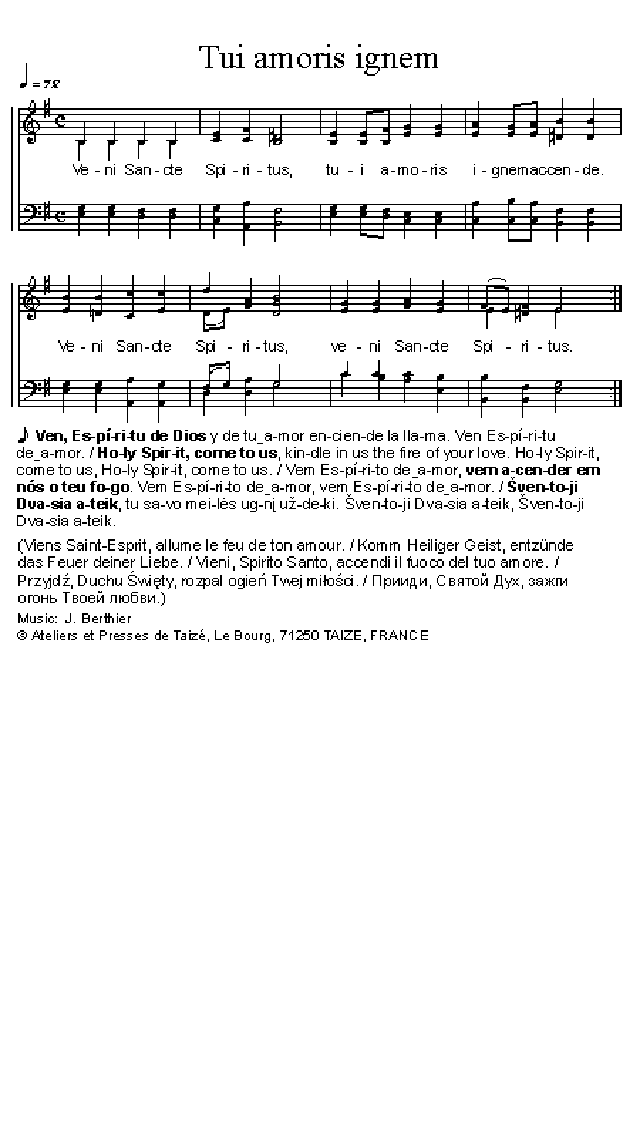 Tui amoris ignem
♩ = 72
Ve - ni San - cte Spi - ri - tus, tu - i a - mo - ris i - gnem accen - de.
Ve - ni San - cte Spi - ri - tus, ve - ni San - cte Spi - ri - tus.
♪ Ven, Es-pí-ri-tu de Dios y de tu_a-mor en-cien-de la lla-ma. Ven Es-pí-ri-tu
de_a-mor. / Ho-ly Spir-it, come to us, kin-dle in us the fire of your love. Ho-ly Spir-it,
come to us, Ho-ly Spir-it, come to us. / Vem Es-pí-ri-to de_a-mor, vem a-cen-der em
nós o teu fo-go. Vem Es-pí-ri-to de_a-mor, vem Es-pí-ri-to de_a-mor. / Šven-to-ji
Dva-sia a-teik, tu sa-vo mei-lės ug-nį už-de-ki. Šven-to-ji Dva-sia a-teik, Šven-to-ji
Dva-sia a-teik.
(Viens Saint-Esprit, allume le feu de ton amour. / Komm Heiliger Geist, entzünde
das Feuer deiner Liebe. / Vieni, Spirito Santo, accendi il fuoco del tuo amore. /
Przyjdź, Duchu Święty, rozpal ogień Twej miłości. / Прииди, Святой Дух, зажги
огонь Твоей любви.)
Music: J. Berthier
® Ateliers et Presses de Taizé, Le Bourg, 71250 TAIZE, FRANCE